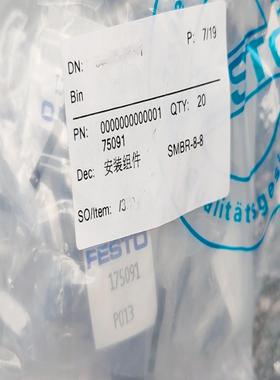 DN:
P: 7/19
Bin
PN: 0000000000001
75091
QTY: 20
Dec: 安装组件
SMBR-8-8
SO/Item:
FESTO
175091
P013